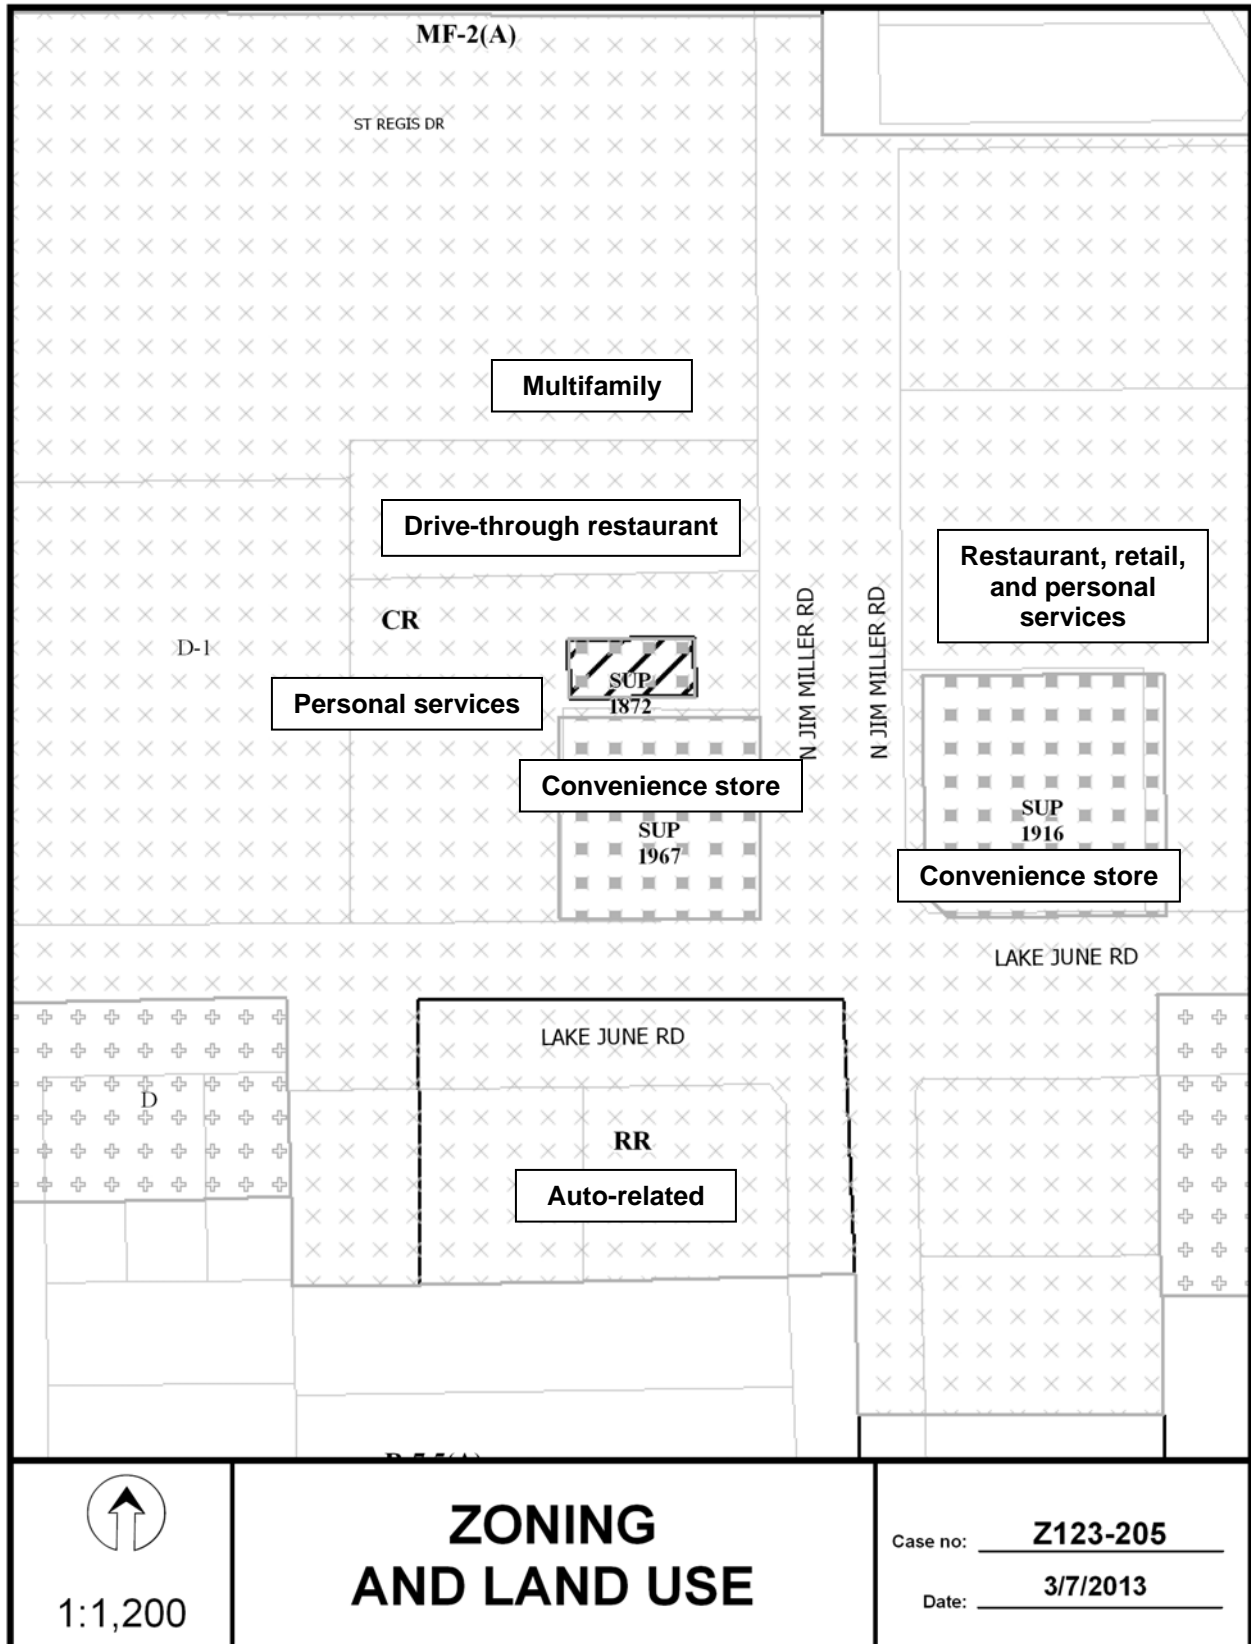 MF-2(A)
ST REGIS DR
Multifamily
Drive-through restaurant
Restaurant, retail,
and personal
services
CR
D-1
N JIM MILLER RD
N JIM MILLER RD
SUP
1872
Personal services
Convenience store
SUP
1967
SUP
1916
Convenience store
LAKE JUNE RD
LAKE JUNE RD
D
RR
Auto-related
1:1,200
ZONING
AND LAND USE
Case no: Z123-205
Date: 3/7/2013